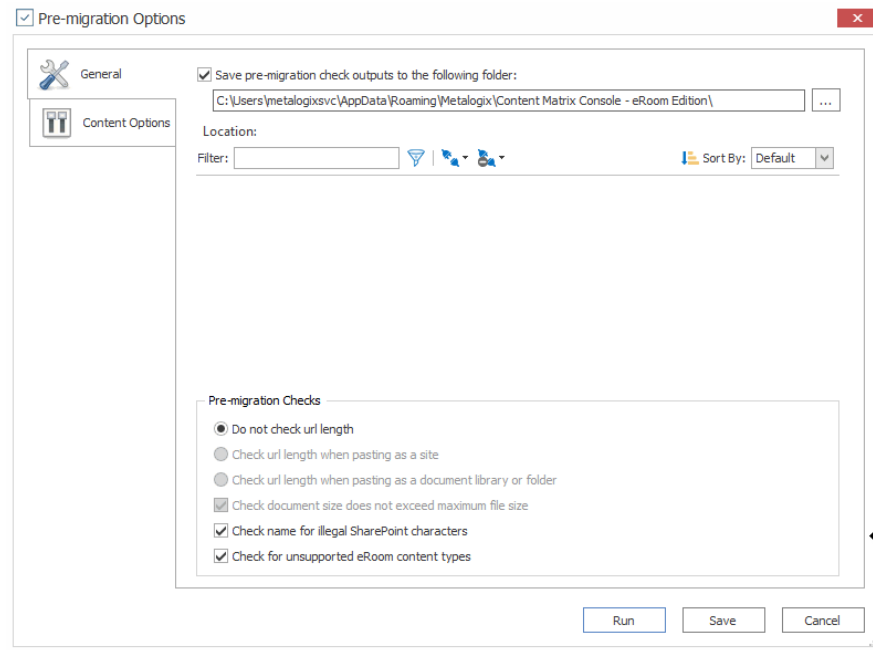 Pre-migration Options
General
Content Options
Save pre-migration check outputs to the following folder:
C:\Users\metalogixsvc\AppData\Roaming\Metalogix\Content Matrix Console - eRoom Edition\
...
Location:
Filter:
Sort By: Default
Pre-migration Checks
Do not check url length
Check url length when pasting as a site
Check url length when pasting as a document library or folder
Check document size does not exceed maximum file size
Check name for illegal SharePoint characters
Check for unsupported eRoom content types
Run Save Cancel